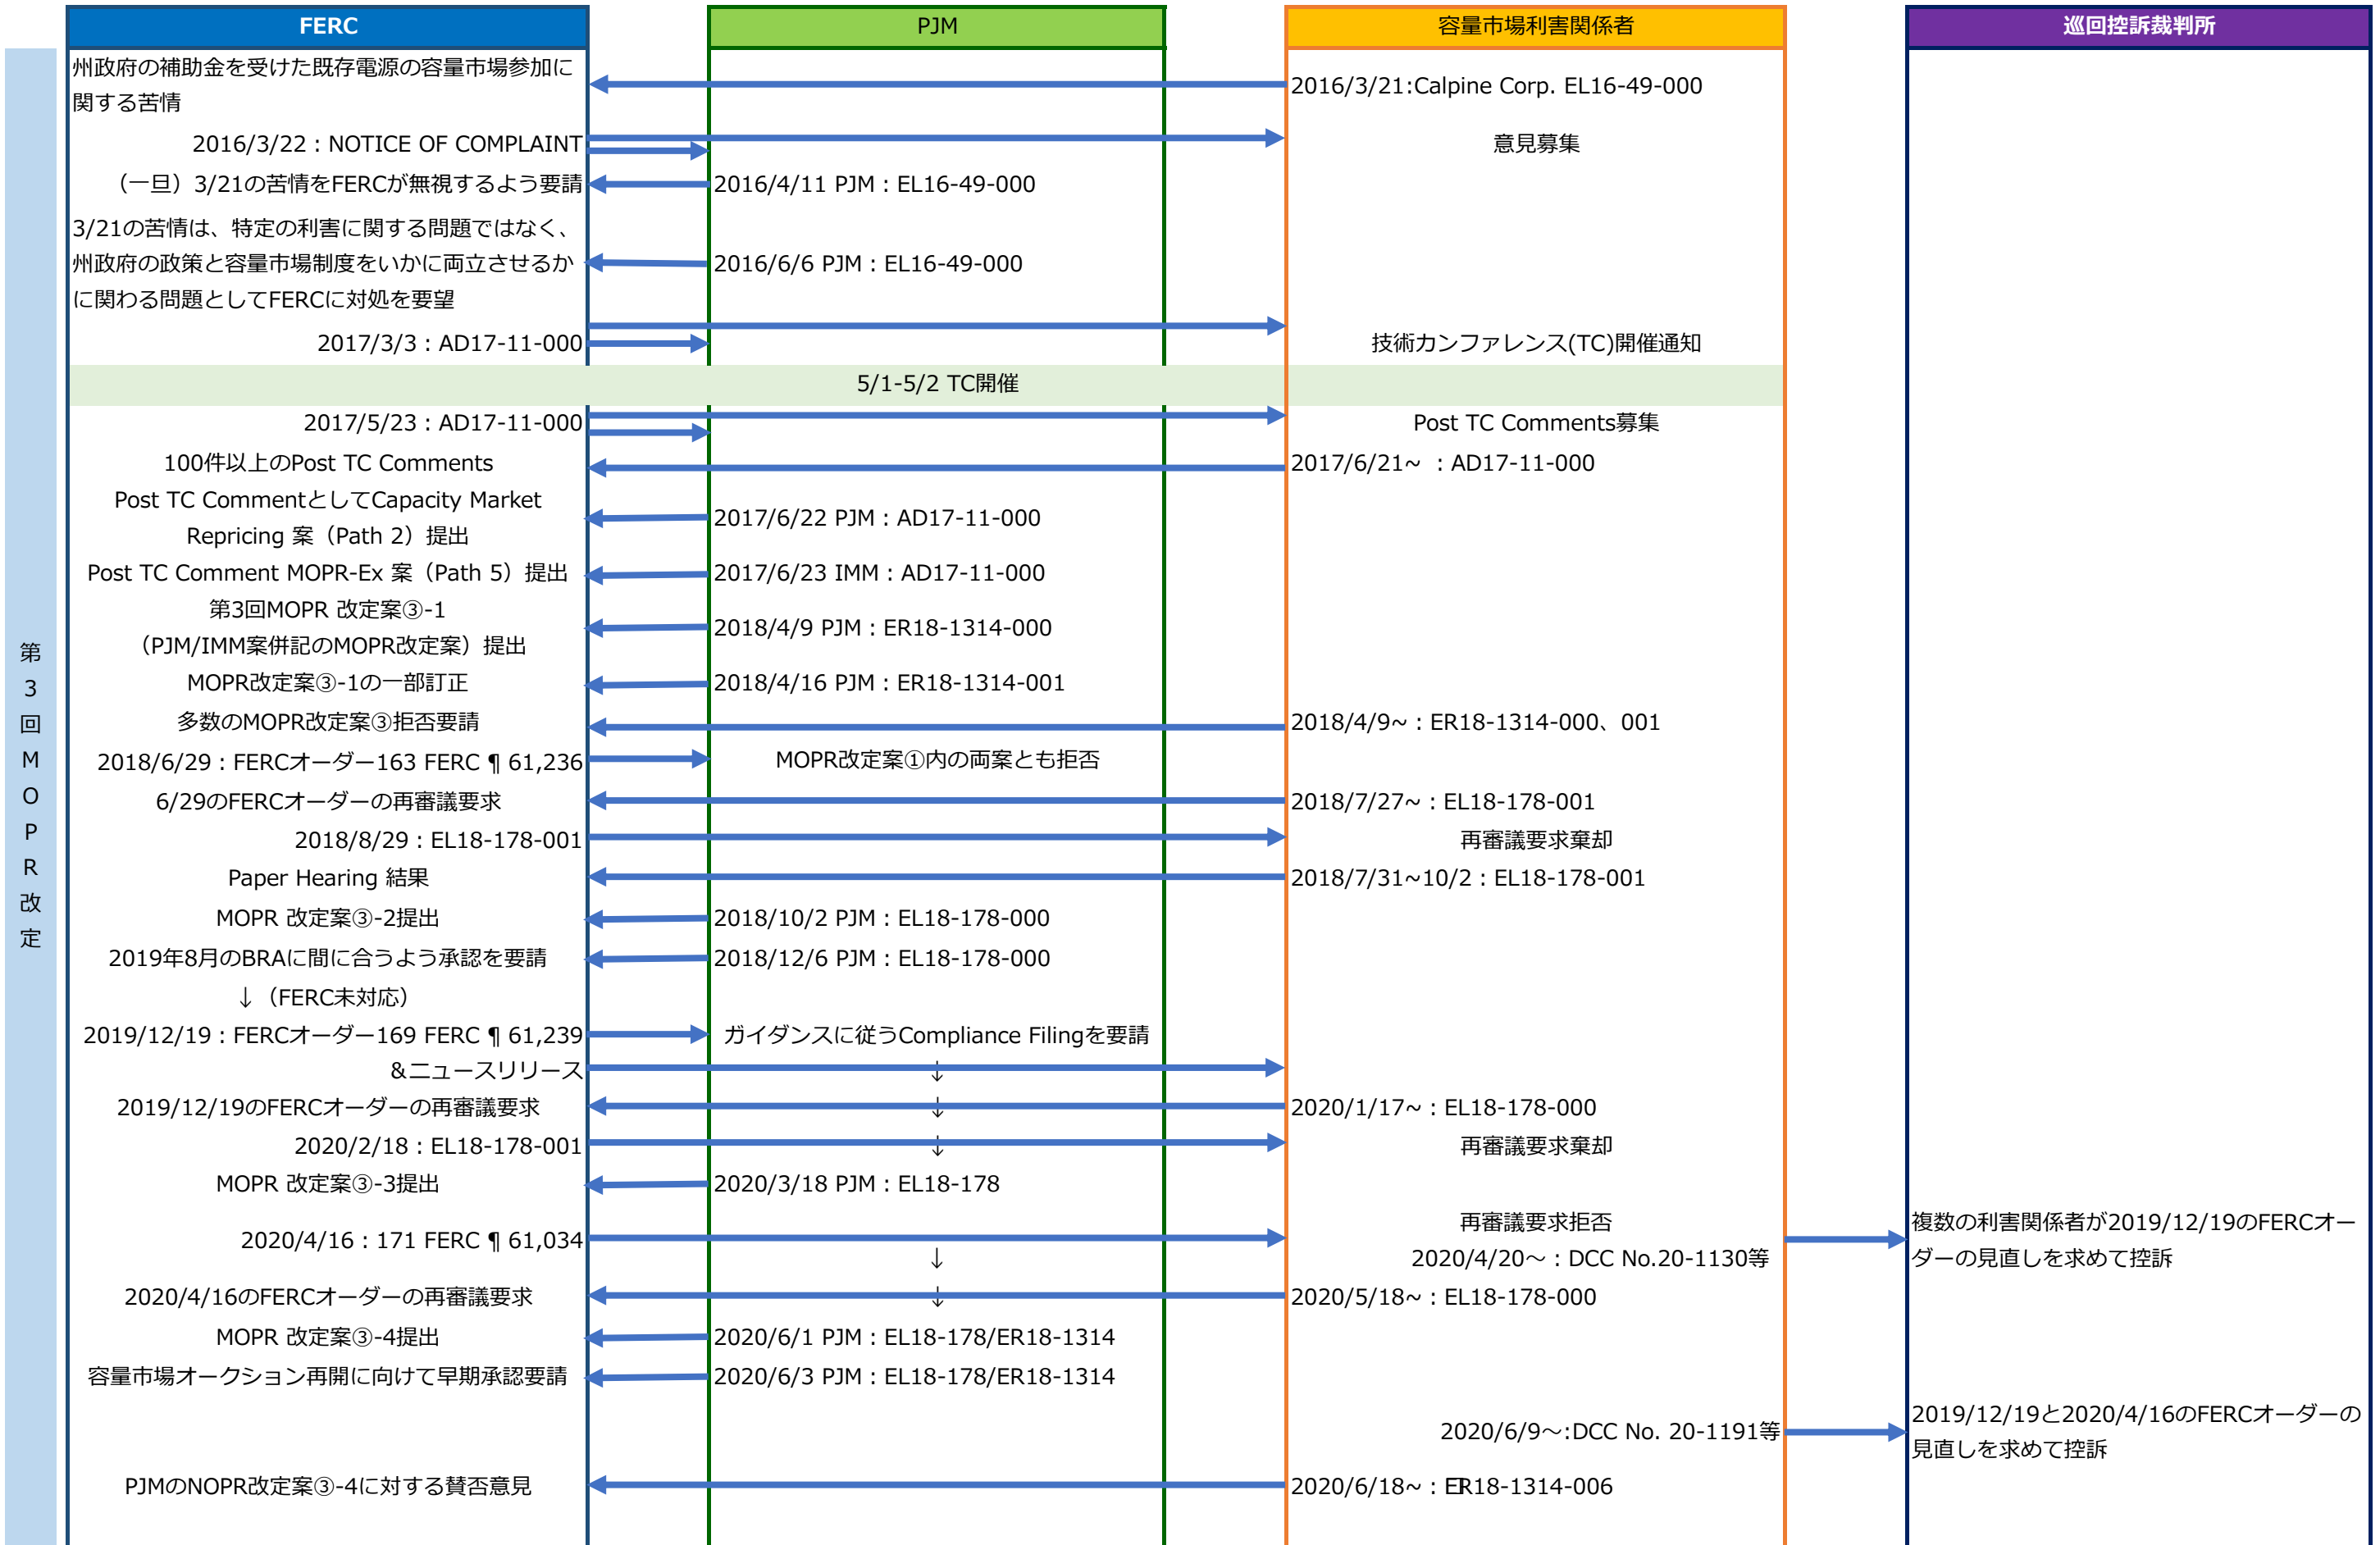 FERC
PJM
容量市場利害関係者
巡回控訴裁判所
第3回MOPR改定
州政府の補助金を受けた既存電源の容量市場参加に
関する苦情
2016/3/21:Calpine Corp. EL16-49-000
2016/3/22：NOTICE OF COMPLAINT
意見募集
（一旦）3/21の苦情をFERCが無視するよう要請
2016/4/11 PJM：EL16-49-000
3/21の苦情は、特定の利害に関する問題ではなく、
州政府の政策と容量市場制度をいかに両立させるか
に関わる問題としてFERCに対処を要望
2016/6/6 PJM：EL16-49-000
2017/3/3：AD17-11-000
技術カンファレンス(TC)開催通知
5/1-5/2 TC開催
2017/5/23：AD17-11-000
Post TC Comments募集
100件以上のPost TC Comments
2017/6/21~ ：AD17-11-000
Post TC CommentとしてCapacity Market
Repricing 案（Path 2）提出
2017/6/22 PJM：AD17-11-000
Post TC Comment MOPR-Ex 案（Path 5）提出
2017/6/23 IMM：AD17-11-000
第3回MOPR 改定案③-1
（PJM/IMM案併記のMOPR改定案）提出
2018/4/9 PJM：ER18-1314-000
MOPR改定案③-1の一部訂正
2018/4/16 PJM：ER18-1314-001
多数のMOPR改定案③拒否要請
2018/4/9~：ER18-1314-000、001
2018/6/29：FERCオーダー163 FERC ¶ 61,236
MOPR改定案①内の両案とも拒否
6/29のFERCオーダーの再審議要求
2018/7/27~：EL18-178-001
2018/8/29：EL18-178-001
再審議要求棄却
Paper Hearing 結果
2018/7/31~10/2：EL18-178-001
MOPR 改定案③-2提出
2018/10/2 PJM：EL18-178-000
2019年8月のBRAに間に合うよう承認を要請
2018/12/6 PJM：EL18-178-000
↓（FERC未対応）
2019/12/19：FERCオーダー169 FERC ¶ 61,239
ガイダンスに従うCompliance Filingを要請
＆ニュースリリース
↓
2019/12/19のFERCオーダーの再審議要求
↓
2020/1/17~：EL18-178-000
2020/2/18：EL18-178-001
↓
再審議要求棄却
MOPR 改定案③-3提出
2020/3/18 PJM：EL18-178
再審議要求拒否
複数の利害関係者が2019/12/19のFERCオー
2020/4/16：171 FERC ¶ 61,034
↓
2020/4/20～：DCC No.20-1130等
ダーの見直しを求めて控訴
2020/4/16のFERCオーダーの再審議要求
↓
2020/5/18~：EL18-178-000
MOPR 改定案③-4提出
2020/6/1 PJM：EL18-178/ER18-1314
容量市場オークション再開に向けて早期承認要請
2020/6/3 PJM：EL18-178/ER18-1314
2020/6/9～:DCC No. 20-1191等
2019/12/19と2020/4/16のFERCオーダーの
見直しを求めて控訴
PJMのNOPR改定案③-4に対する賛否意見
2020/6/18~：ER18-1314-006